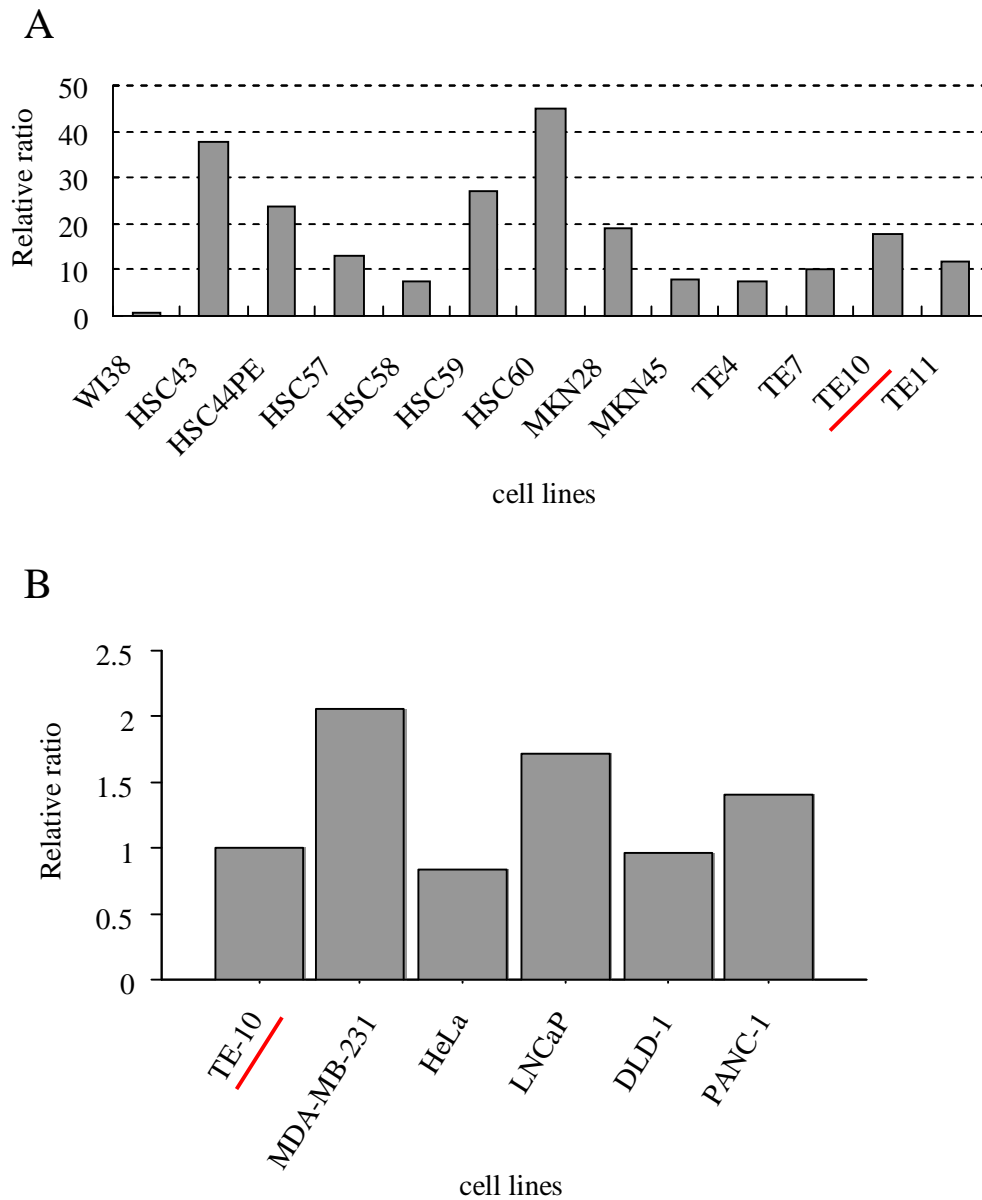 A
Relative ratio
50
40
30
20
10
0
WI38
HSC43
HSC44PE
HSC57
HSC58
HSC59
HSC60
MKN28
MKN45
TE4
TE7
TE10
TE11
cell lines
B
Relative ratio
2.5
2
1.5
1
0.5
0
TE-10
MDA-MB-231
HeLa
LNCaP
DLD-1
PANC-1
cell lines